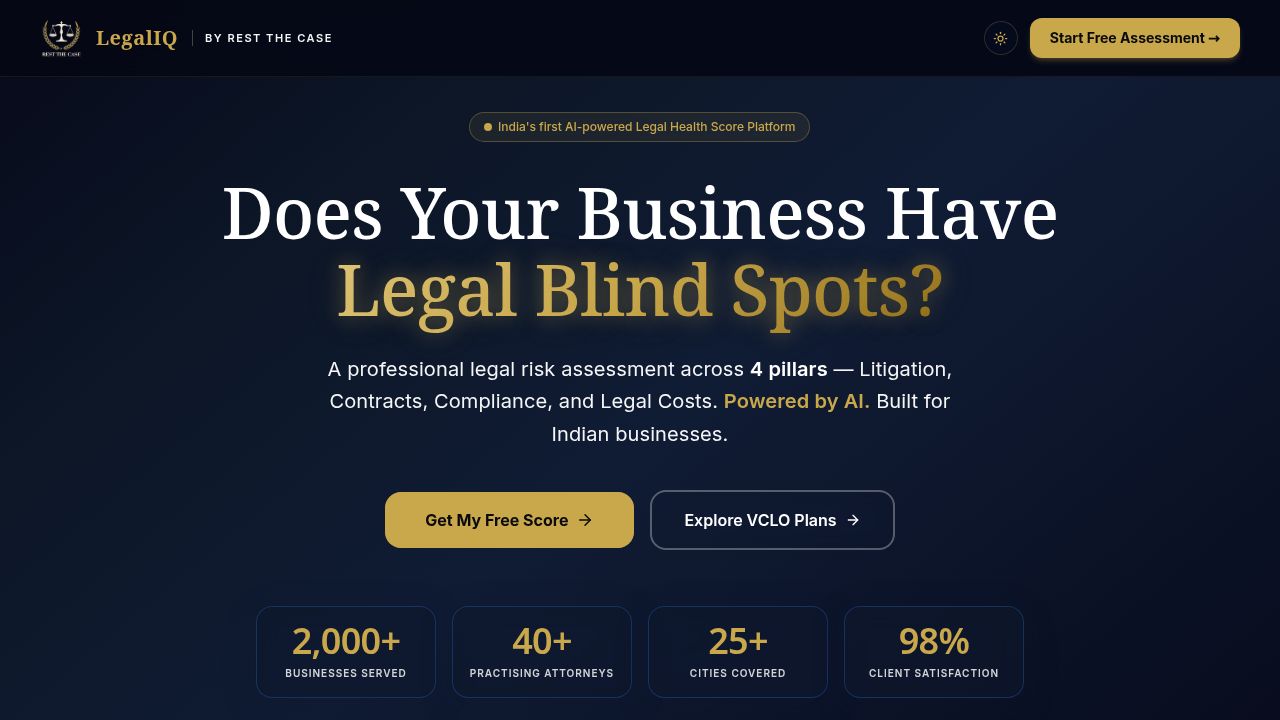 REST THE CASE
LegalIQ
BY REST THE CASE
Start Free Assessment →
India's first AI-powered Legal Health Score Platform
Does Your Business Have
Legal Blind Spots?
A professional legal risk assessment across 4 pillars — Litigation,
Contracts, Compliance, and Legal Costs. Powered by AI. Built for
Indian businesses.
Get My Free Score →
Explore VCLO Plans →
2,000+
BUSINESSES SERVED
40+
PRACTISING ATTORNEYS
25+
CITIES COVERED
98%
CLIENT SATISFACTION